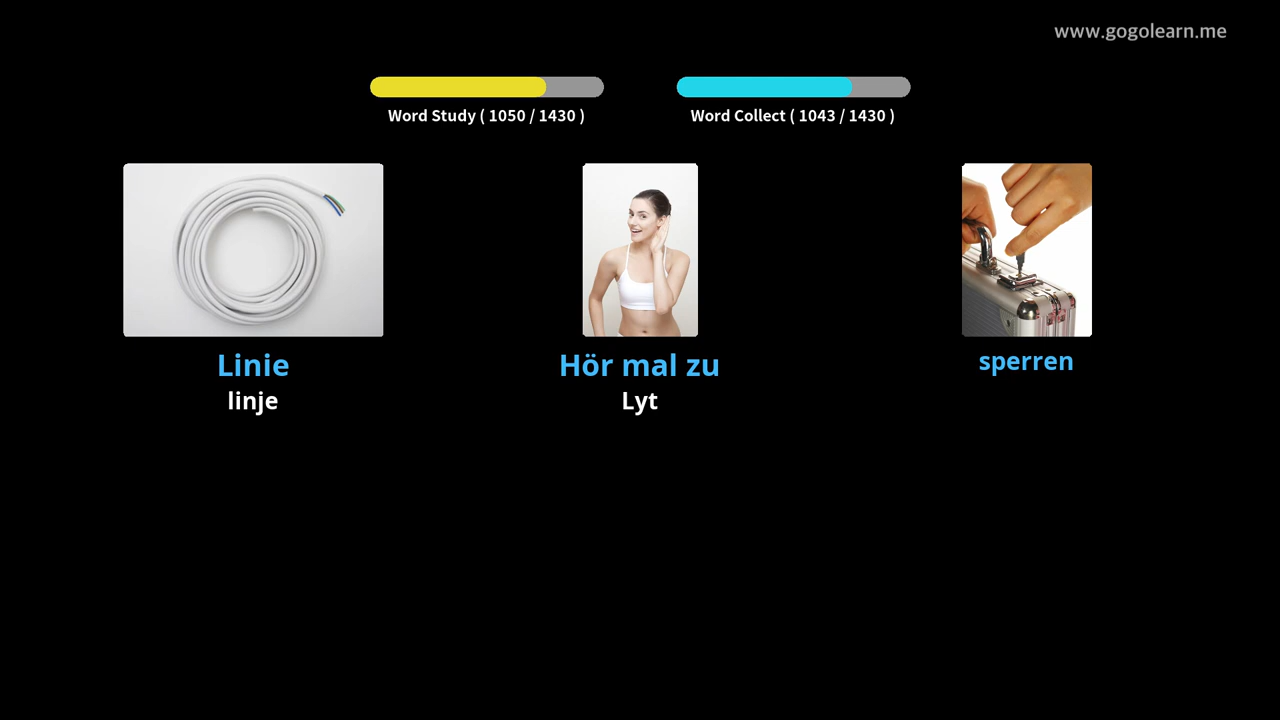 www.gogolearn.me
Word Study ( 1050 / 1430 )
Word Collect ( 1043 / 1430 )
Linie
linje
Hör mal zu
Lyt
sperren